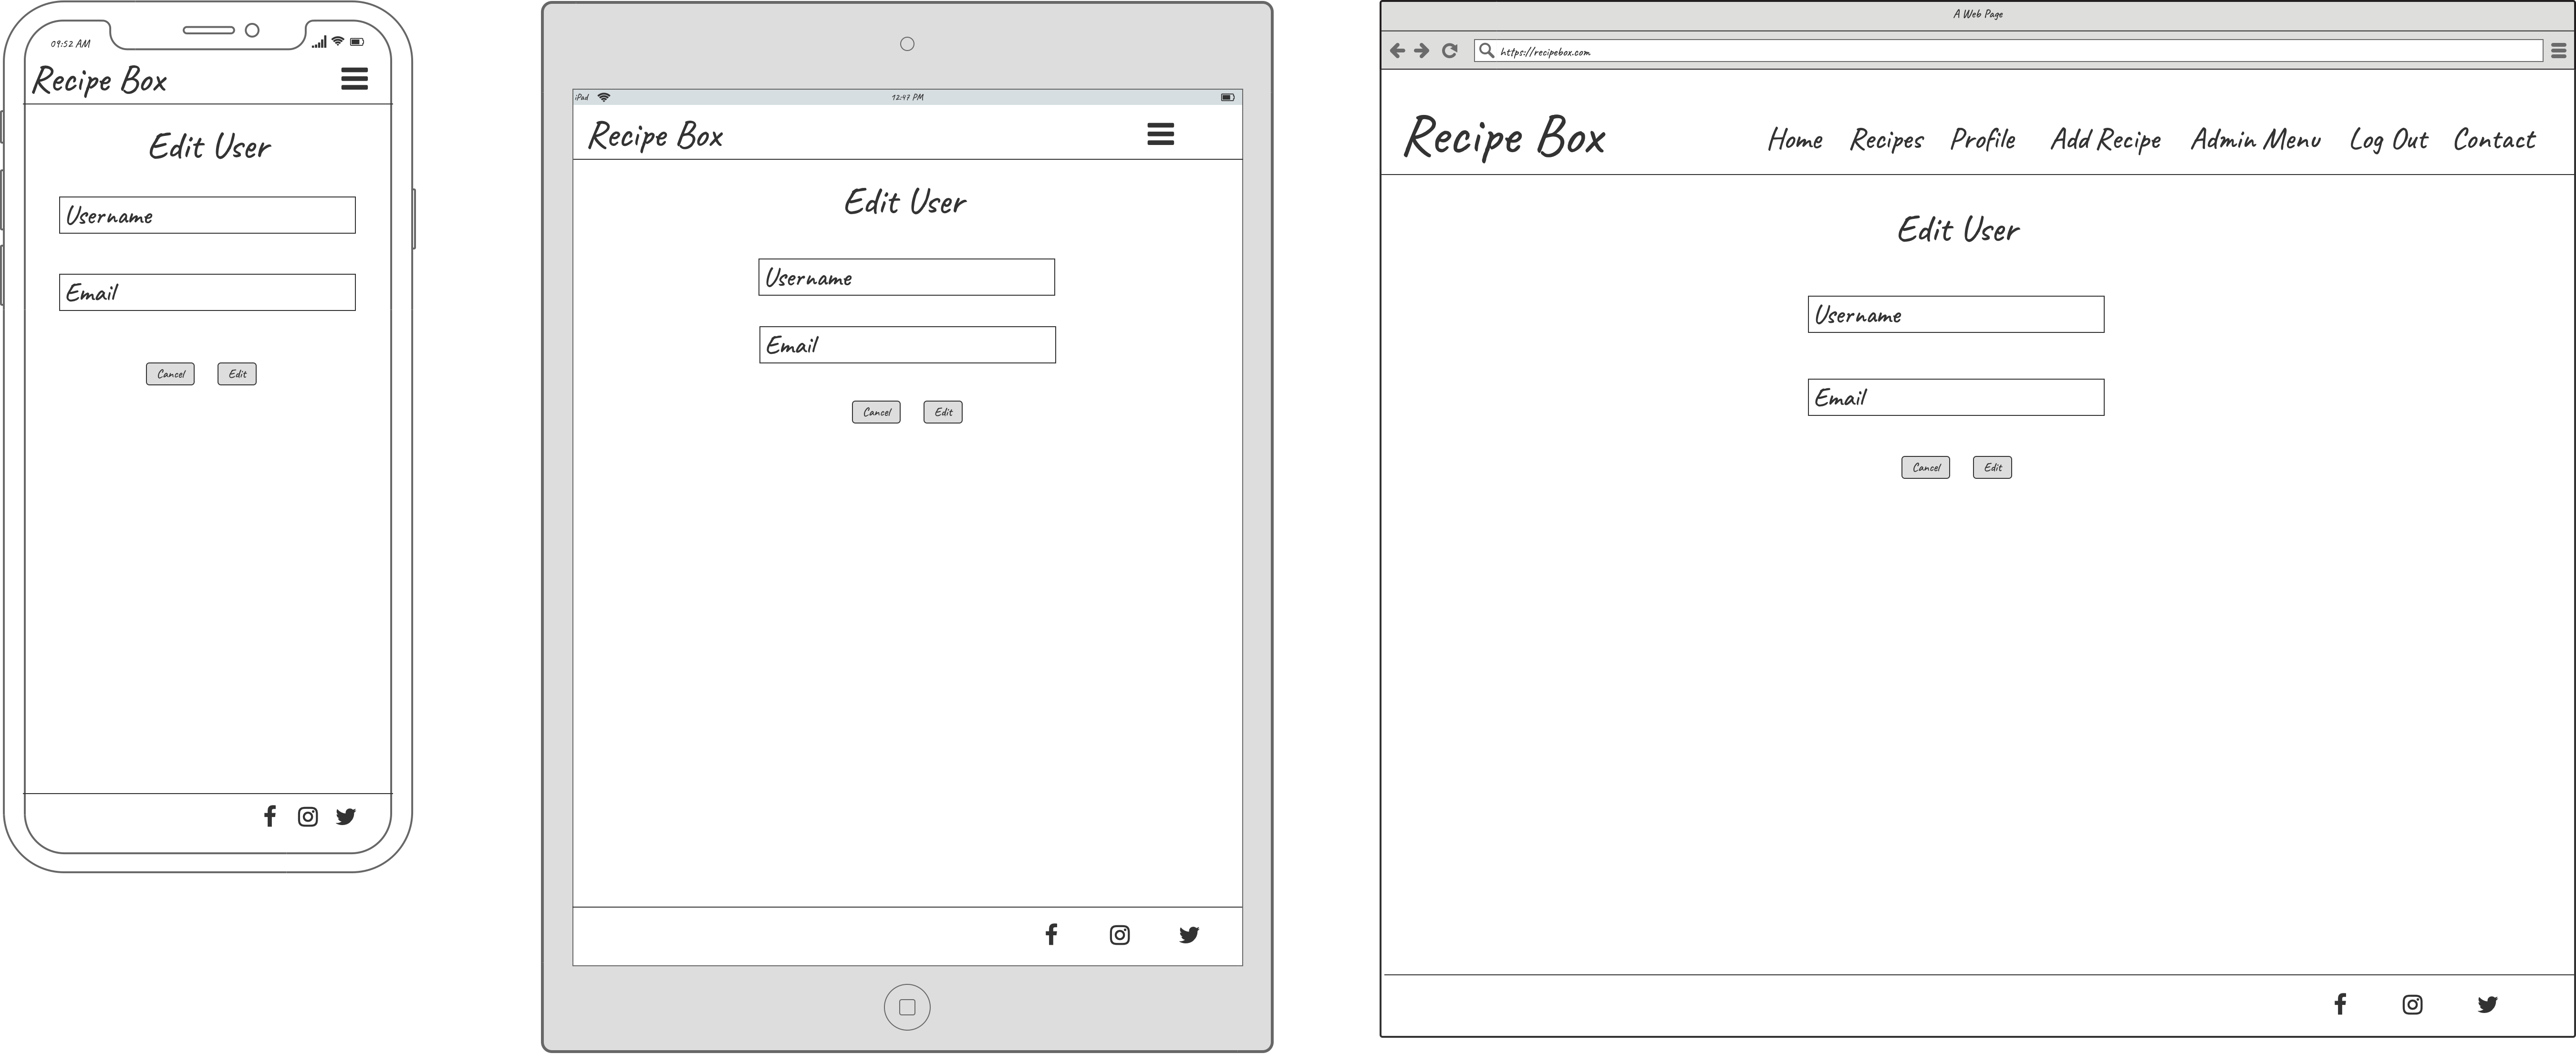 09:52 AM
Recipe Box
Edit User
Username
Email
Cancel Edit
iPad 12:47 PM
Recipe Box
Edit User
Username
Email
Cancel Edit
A Web Page
https://recipebox.com
Recipe Box Home Recipes Profile Add Recipe Admin Menu Log Out Contact
Edit User
Username
Email
Cancel Edit